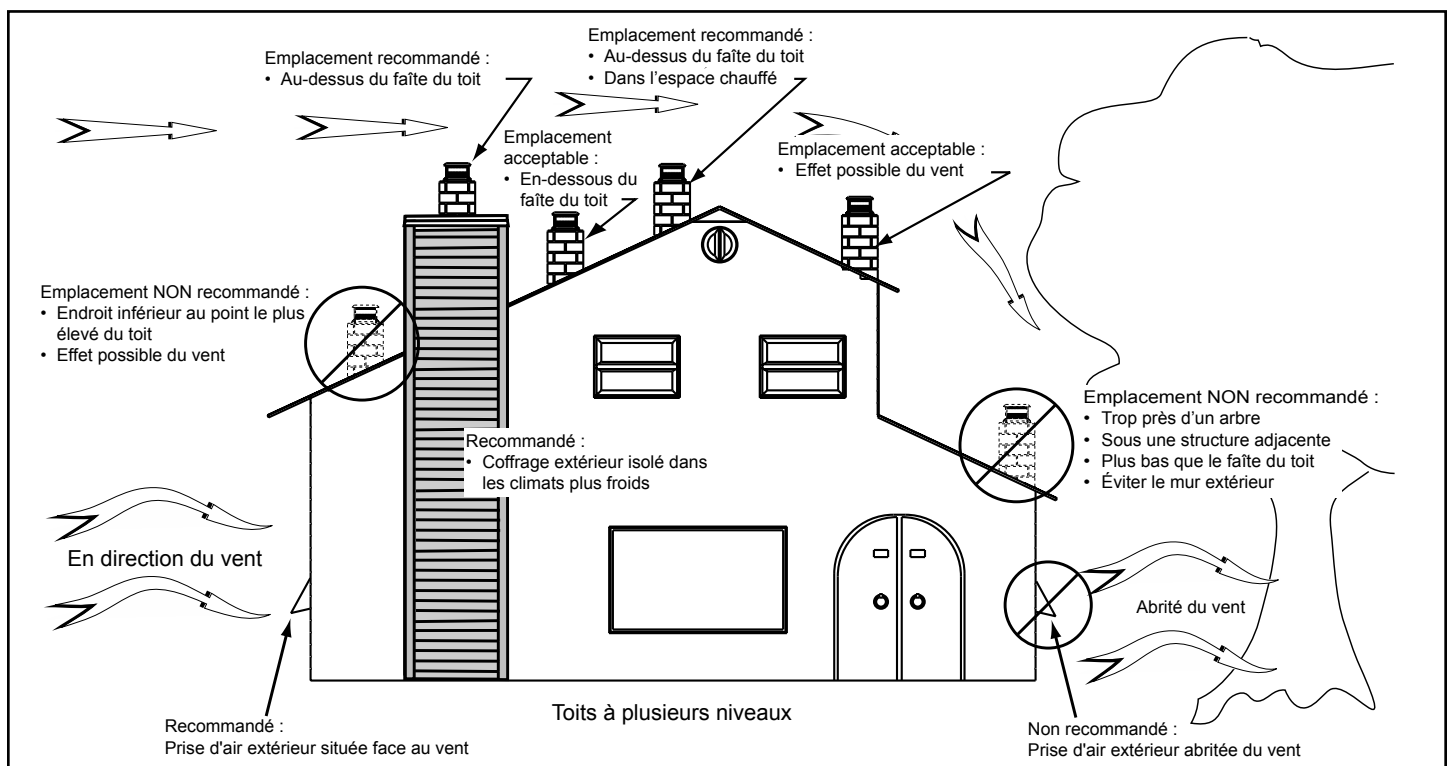 Emplacement recommandé :
• Au-dessus du faîte du toit
Emplacement recommandé :
• Au-dessus du faîte du toit
• Dans l'espace chauffé
Emplacement
acceptable :
• En-dessous du
faîte du toit
Emplacement acceptable :
• Effet possible du vent
Emplacement NON recommandé :
• Endroit inférieur au point le plus
élevé du toit
• Effet possible du vent
Emplacement NON recommandé :
• Trop près d'un arbre
• Sous une structure adjacente
• Plus bas que le faîte du toit
• Éviter le mur extérieur
Recommandé :
• Coffrage extérieur isolé dans
les climats plus froids
En direction du vent
Abrité du vent
Recommandé :
Prise d'air extérieur située face au vent
Toits à plusieurs niveaux
Non recommandé :
Prise d'air extérieur abritée du vent